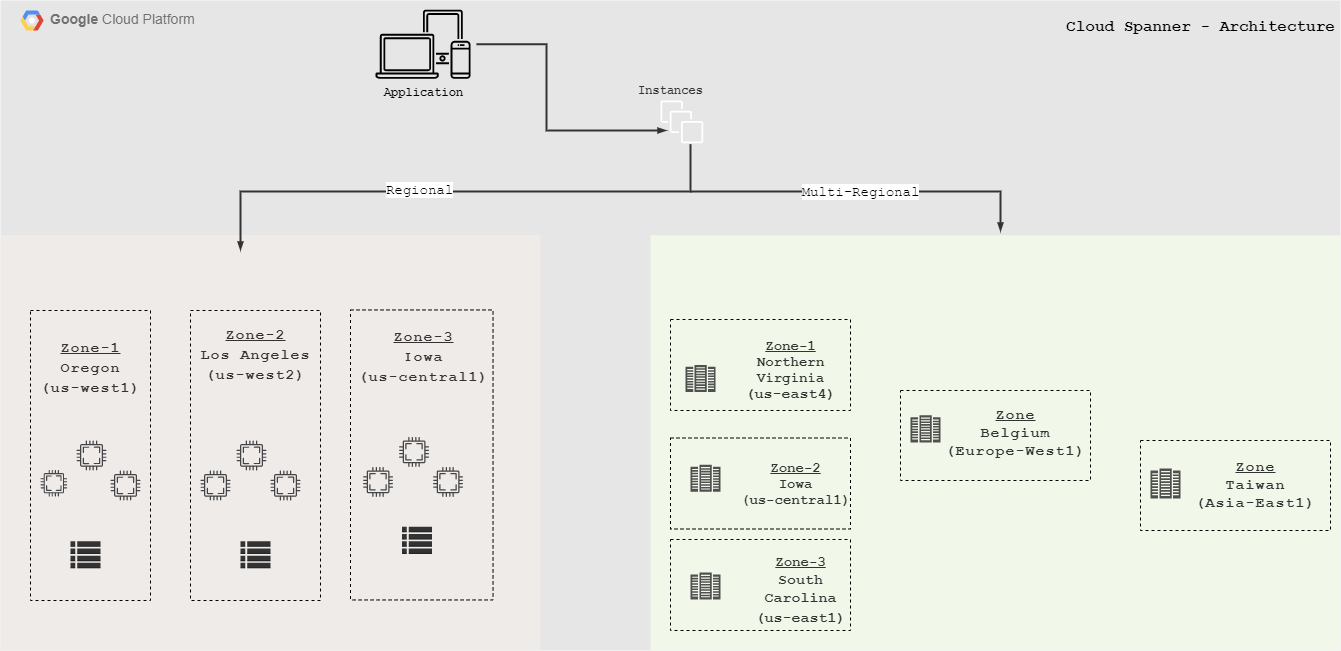 Google Cloud Platform
Cloud Spanner - Architecture
Application
Instances
Regional
Multi-Regional
Zone-1
Oregon
(us-west1)
Zone-2
Los Angeles
(us-west2)
Zone-3
Iowa
(us-central1)
Zone-1
Northern
Virginia
(us-east4)
Zone-2
Iowa
(us-central1)
Zone-3
South
Carolina
(us-east1)
Zone
Belgium
(Europe-West1)
Zone
Taiwan
(Asia-East1)